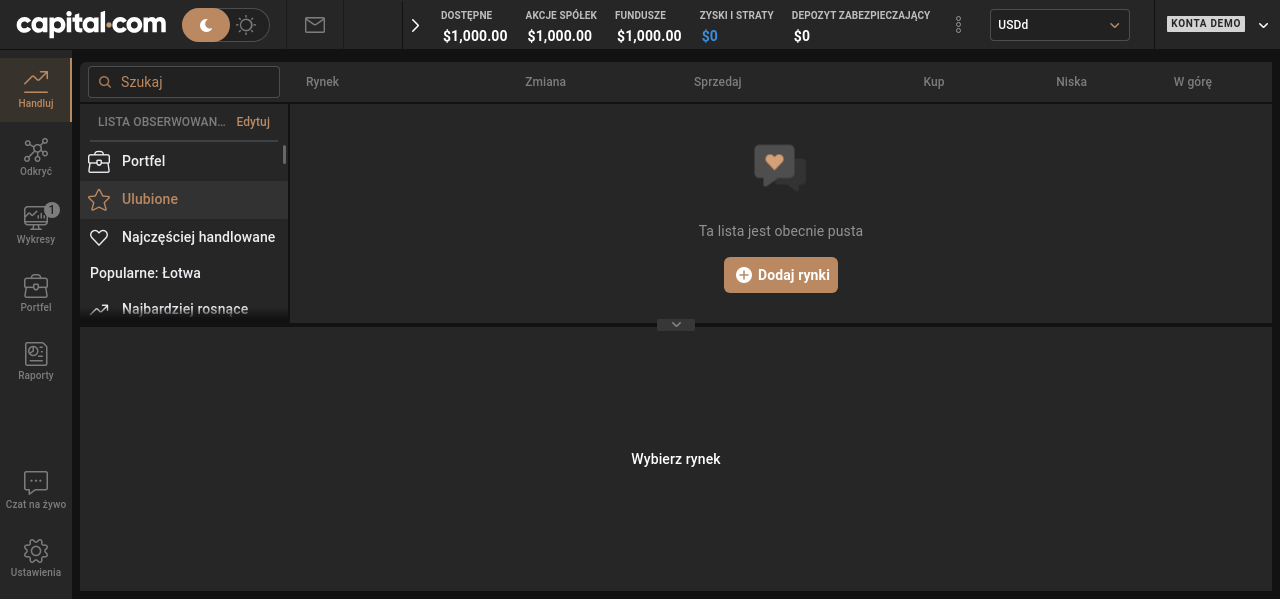 capital.com
DOSTĘPNE
$1,000.00
AKCJE SPÓŁEK
$1,000.00
FUNDUSZE
$1,000.00
ZYSKI I STRATY
$0
DEPOZYT ZABEZPIECZAJĄCY
$0
USDd
KONTA DEMO
Handluj
Odkryć
1
Wykresy
Portfel
Raporty
Czat na żywo
Ustawienia
Szukaj
LISTA OBSERWOWAN... Edytuj
Portfel
Ulubione
Najczęściej handlowane
Popularne: Łotwa
Najbardziej rosnące
Rynek Zmiana Sprzedaj Kup Niska W górę
Ta lista jest obecnie pusta
Dodaj rynki
Wybierz rynek